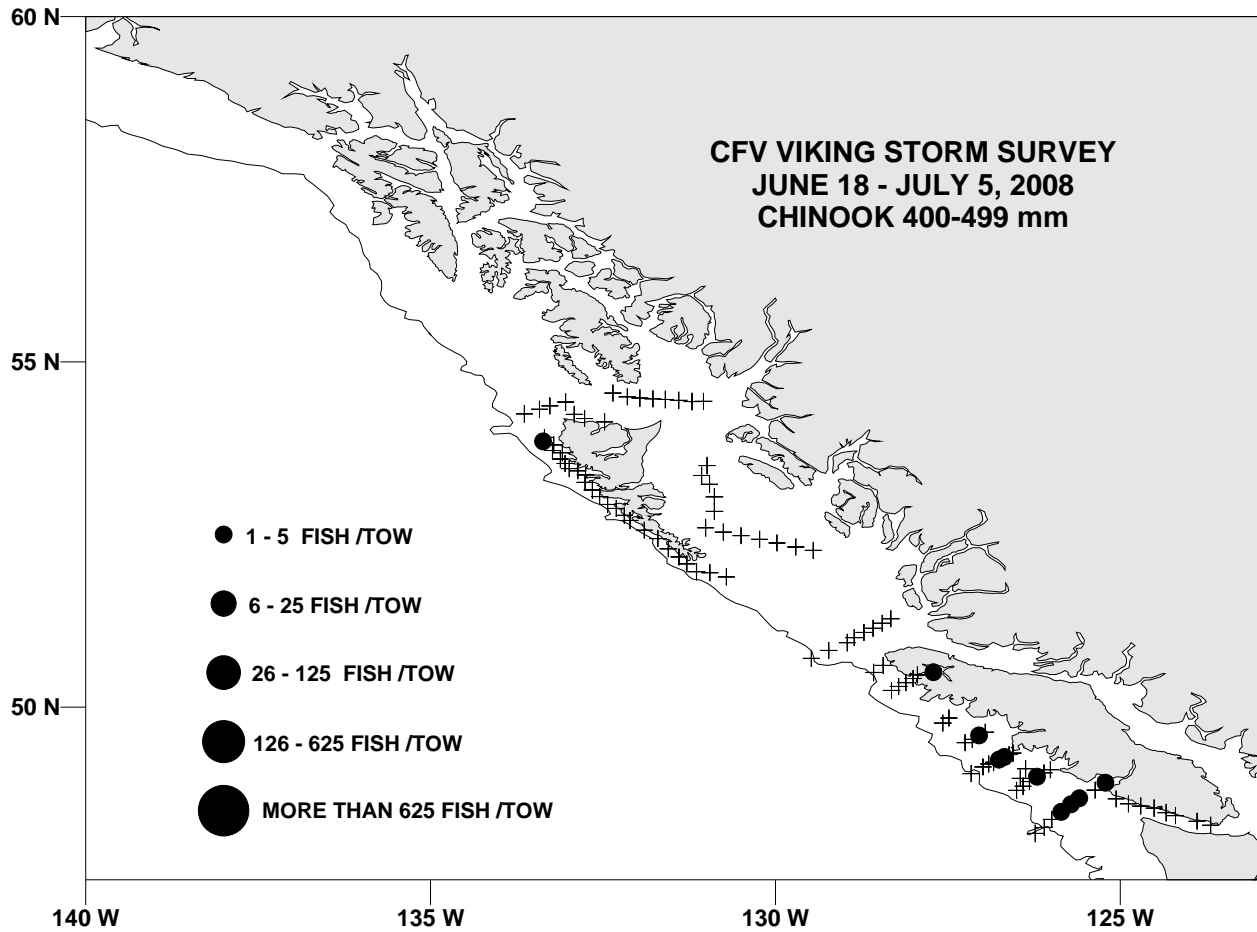 60 N
CFV VIKING STORM SURVEY
JUNE 18 - JULY 5, 2008
CHINOOK 400-499 mm
55 N
1 - 5 FISH /TOW
6 - 25 FISH /TOW
26 - 125 FISH /TOW
50 N
126 - 625 FISH /TOW
MORE THAN 625 FISH /TOW
140 W
135 W
130 W
125 W